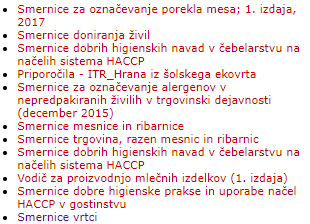 Smernice za označevanje porekla mesa; 1. izdaja,
2017
Smernice doniranja živil
Smernice dobrih higienskih navad v čebelarstvu na
načelih sistema HACCP
Priporočila - ITR_Hrana iz šolskega ekovrta
Smernice za označevanje alergenov v
nepredpakiranih živilih v trgovinski dejavnosti
(december 2015)
Smernice mesnice in ribarnice
Smernice trgovina, razen mesnic in ribarnic
Smernice dobrih higienskih navad v čebelarstvu na
načelih sistema HACCP
Vodič za proizvodnjo mlečnih izdelkov (1. izdaja)
Smernice dobre higienske prakse in uporabe načel
HACCP v gostinstvu
Smernice vrtci